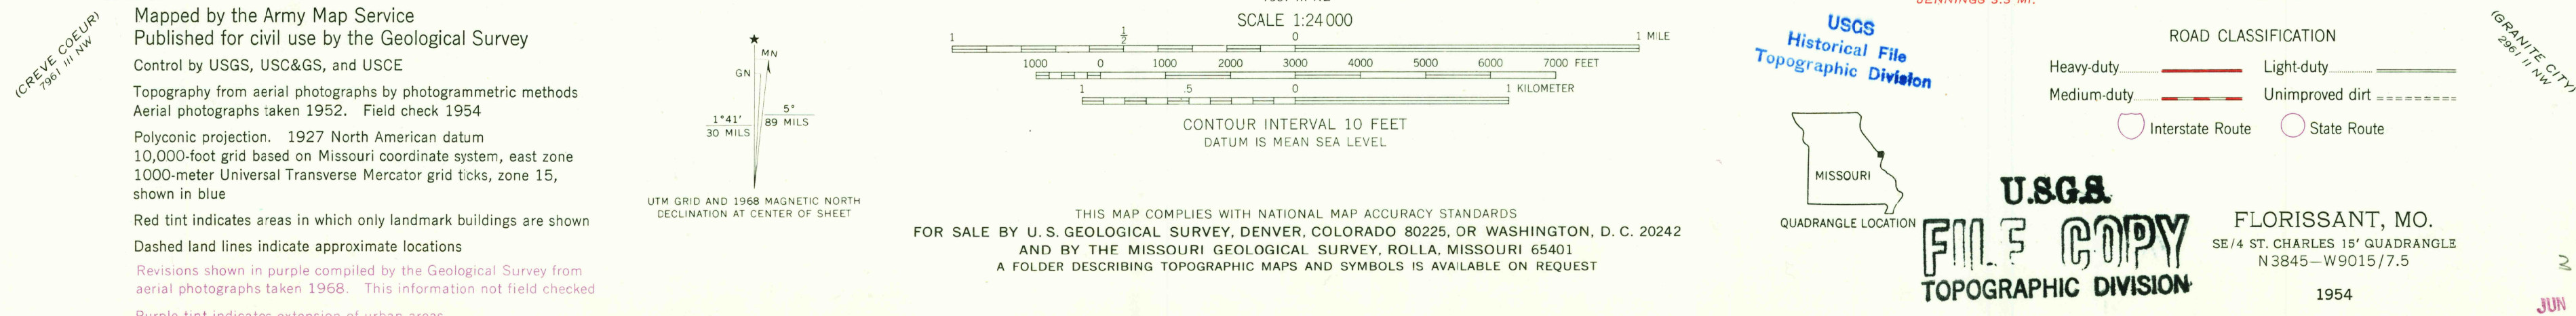 (CREVE COEUR)
7961 III NW
Mapped by the Army Map Service
Published for civil use by the Geological Survey
Control by USGS, USC&GS, and USCE
Topography from aerial photographs by photogrammetric methods
Aerial photographs taken 1952. Field check 1954
Polyconic projection. 1927 North American datum
10,000-foot grid based on Missouri coordinate system, east zone
1000-meter Universal Transverse Mercator grid ticks, zone 15,
shown in blue
Red tint indicates areas in which only landmark buildings are shown
Dashed land lines indicate approximate locations
Revisions shown in purple compiled by the Geological Survey from
aerial photographs taken 1968. This information not field checked
Purple tint indicates extension of urban areas
★
MN
GN
1°41′
30 MILS
5°
89 MILS
UTM GRID AND 1968 MAGNETIC NORTH
DECLINATION AT CENTER OF SHEET
SCALE 1:24 000
1 ½ 0 1 MILE
1000 0 1000 2000 3000 4000 5000 6000 7000 FEET
1 .5 0 1 KILOMETER
CONTOUR INTERVAL 10 FEET
DATUM IS MEAN SEA LEVEL
THIS MAP COMPLIES WITH NATIONAL MAP ACCURACY STANDARDS
FOR SALE BY U. S. GEOLOGICAL SURVEY, DENVER, COLORADO 80225, OR WASHINGTON, D. C. 20242
AND BY THE MISSOURI GEOLOGICAL SURVEY, ROLLA, MISSOURI 65401
A FOLDER DESCRIBING TOPOGRAPHIC MAPS AND SYMBOLS IS AVAILABLE ON REQUEST
JENNINGS 3.5 MI.
USGS
Historical File
Topographic Division
MISSOURI
QUADRANGLE LOCATION
ROAD CLASSIFICATION
Heavy-duty Light-duty
Medium-duty Unimproved dirt
Interstate Route State Route
(GRANITE CITY)
2961 II NW
U.S.G.S.
FILE COPY
TOPOGRAPHIC DIVISION
FLORISSANT, MO.
SE/4 ST. CHARLES 15′ QUADRANGLE
N3845—W9015/7.5
1954
JUN